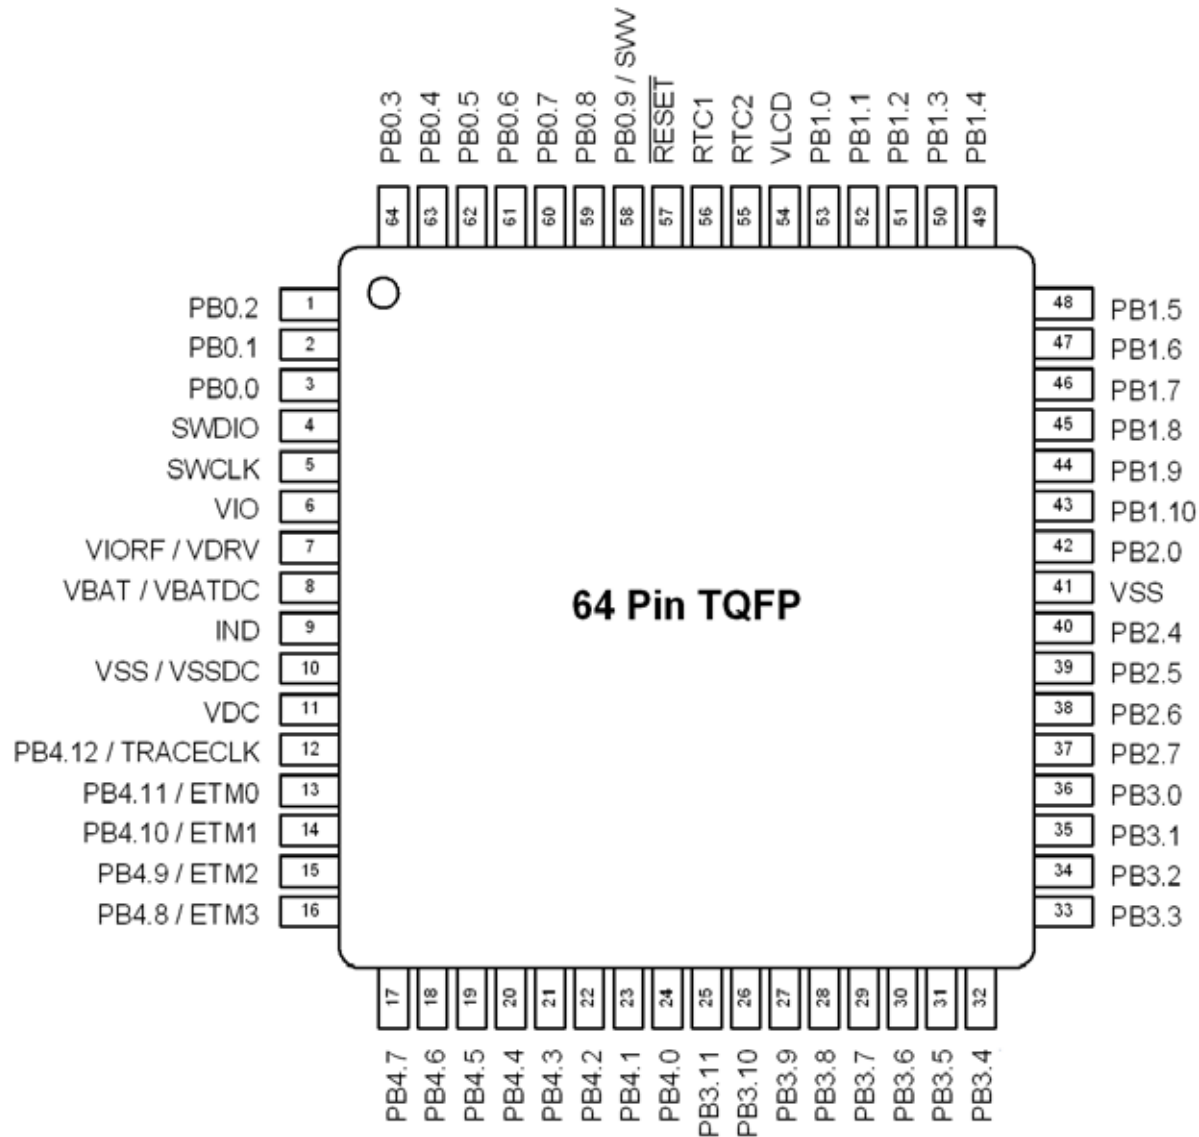 PB0.3 PB0.4 PB0.5 PB0.6 PB0.7 PB0.8 PB0.9 / SWV RESET RTC1 RTC2 VLCD PB1.0 PB1.1 PB1.2 PB1.3 PB1.4
64 63 62 61 60 59 58 57 56 55 54 53 52 51 50 49
PB0.2 1 48 PB1.5
PB0.1 2 47 PB1.6
PB0.0 3 46 PB1.7
SWDIO 4 45 PB1.8
SWCLK 5 44 PB1.9
VIO 6 43 PB1.10
VIORF / VDRV 7 42 PB2.0
VBAT / VBATDC 8 41 VSS
64 Pin TQFP
IND 9 40 PB2.4
VSS / VSSDC 10 39 PB2.5
VDC 11 38 PB2.6
PB4.12 / TRACECLK 12 37 PB2.7
PB4.11 / ETM0 13 36 PB3.0
PB4.10 / ETM1 14 35 PB3.1
PB4.9 / ETM2 15 34 PB3.2
PB4.8 / ETM3 16 33 PB3.3
17 18 19 20 21 22 23 24 25 26 27 28 29 30 31 32
PB4.7 PB4.6 PB4.5 PB4.4 PB4.3 PB4.2 PB4.1 PB4.0 PB3.11 PB3.10 PB3.9 PB3.8 PB3.7 PB3.6 PB3.5 PB3.4